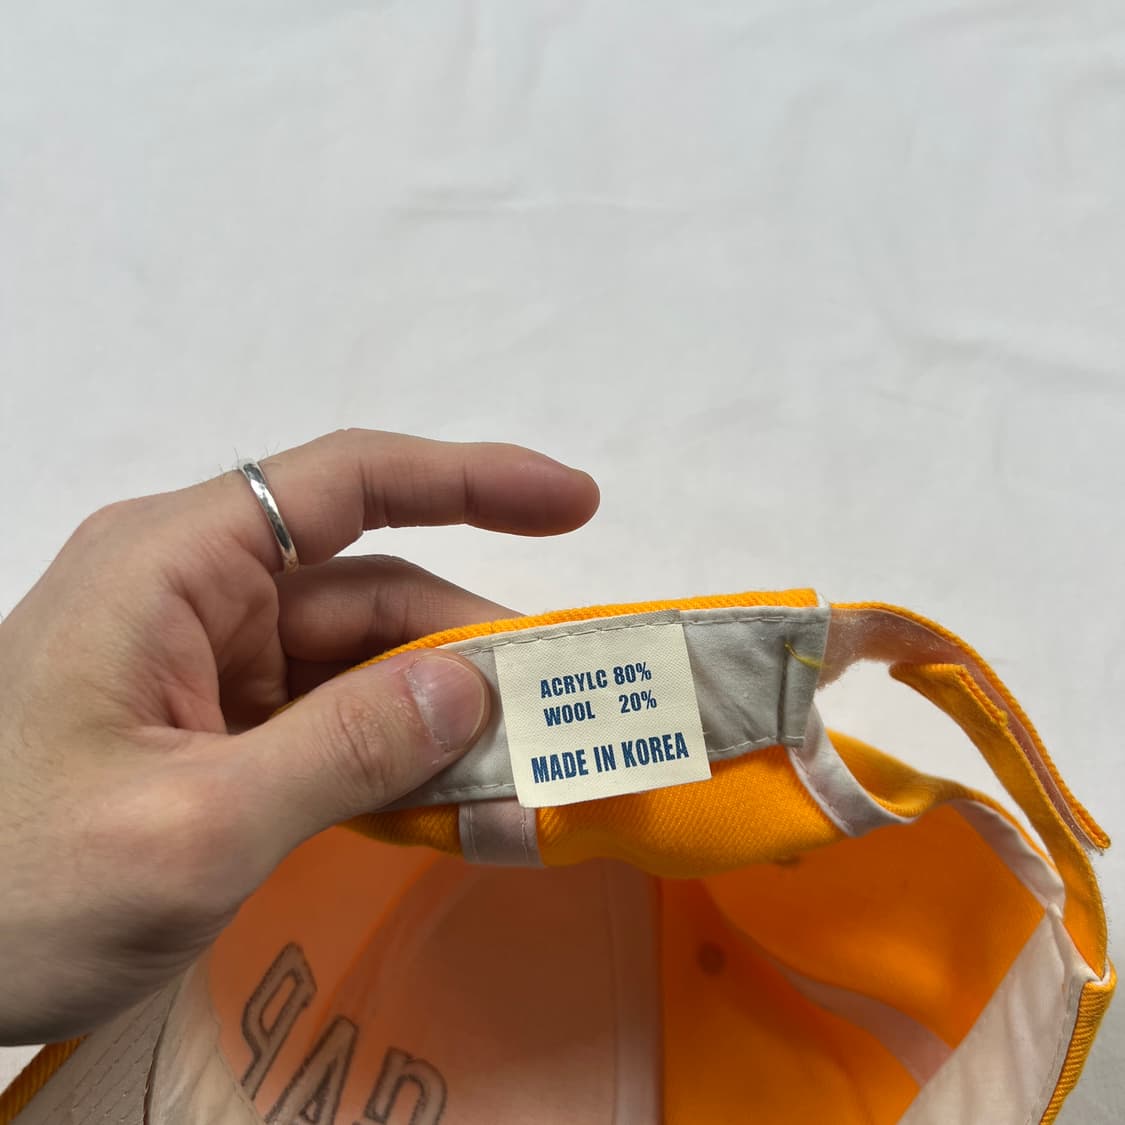 ACRYLC 80%
WOOL 20%
MADE IN KOREA